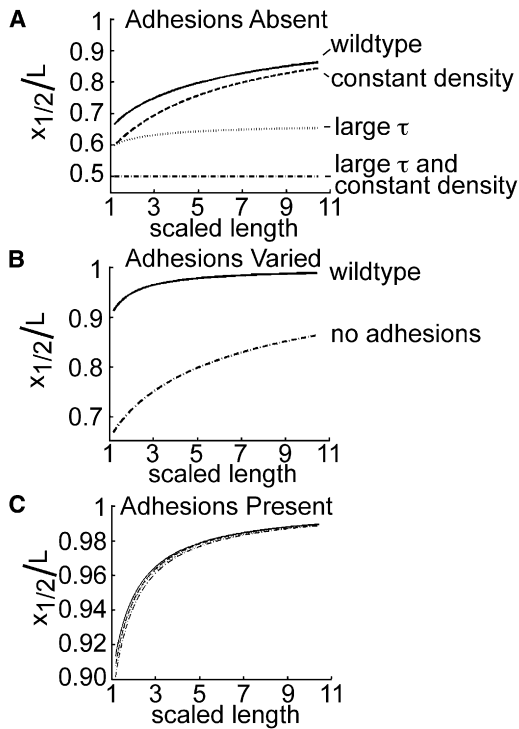 A Adhesions Absent
1
0.9
0.8
0.7
0.6
0.5
x1/2/L
wildtype
constant density
large τ
large τ and
constant density
1 3 5 7 9 11
scaled length
B Adhesions Varied
1
0.9
0.8
0.7
x1/2/L
wildtype
no adhesions
1 3 5 7 9 11
scaled length
C Adhesions Present
1
0.98
0.96
0.94
0.92
0.90
x1/2/L
1 3 5 7 9 11
scaled length